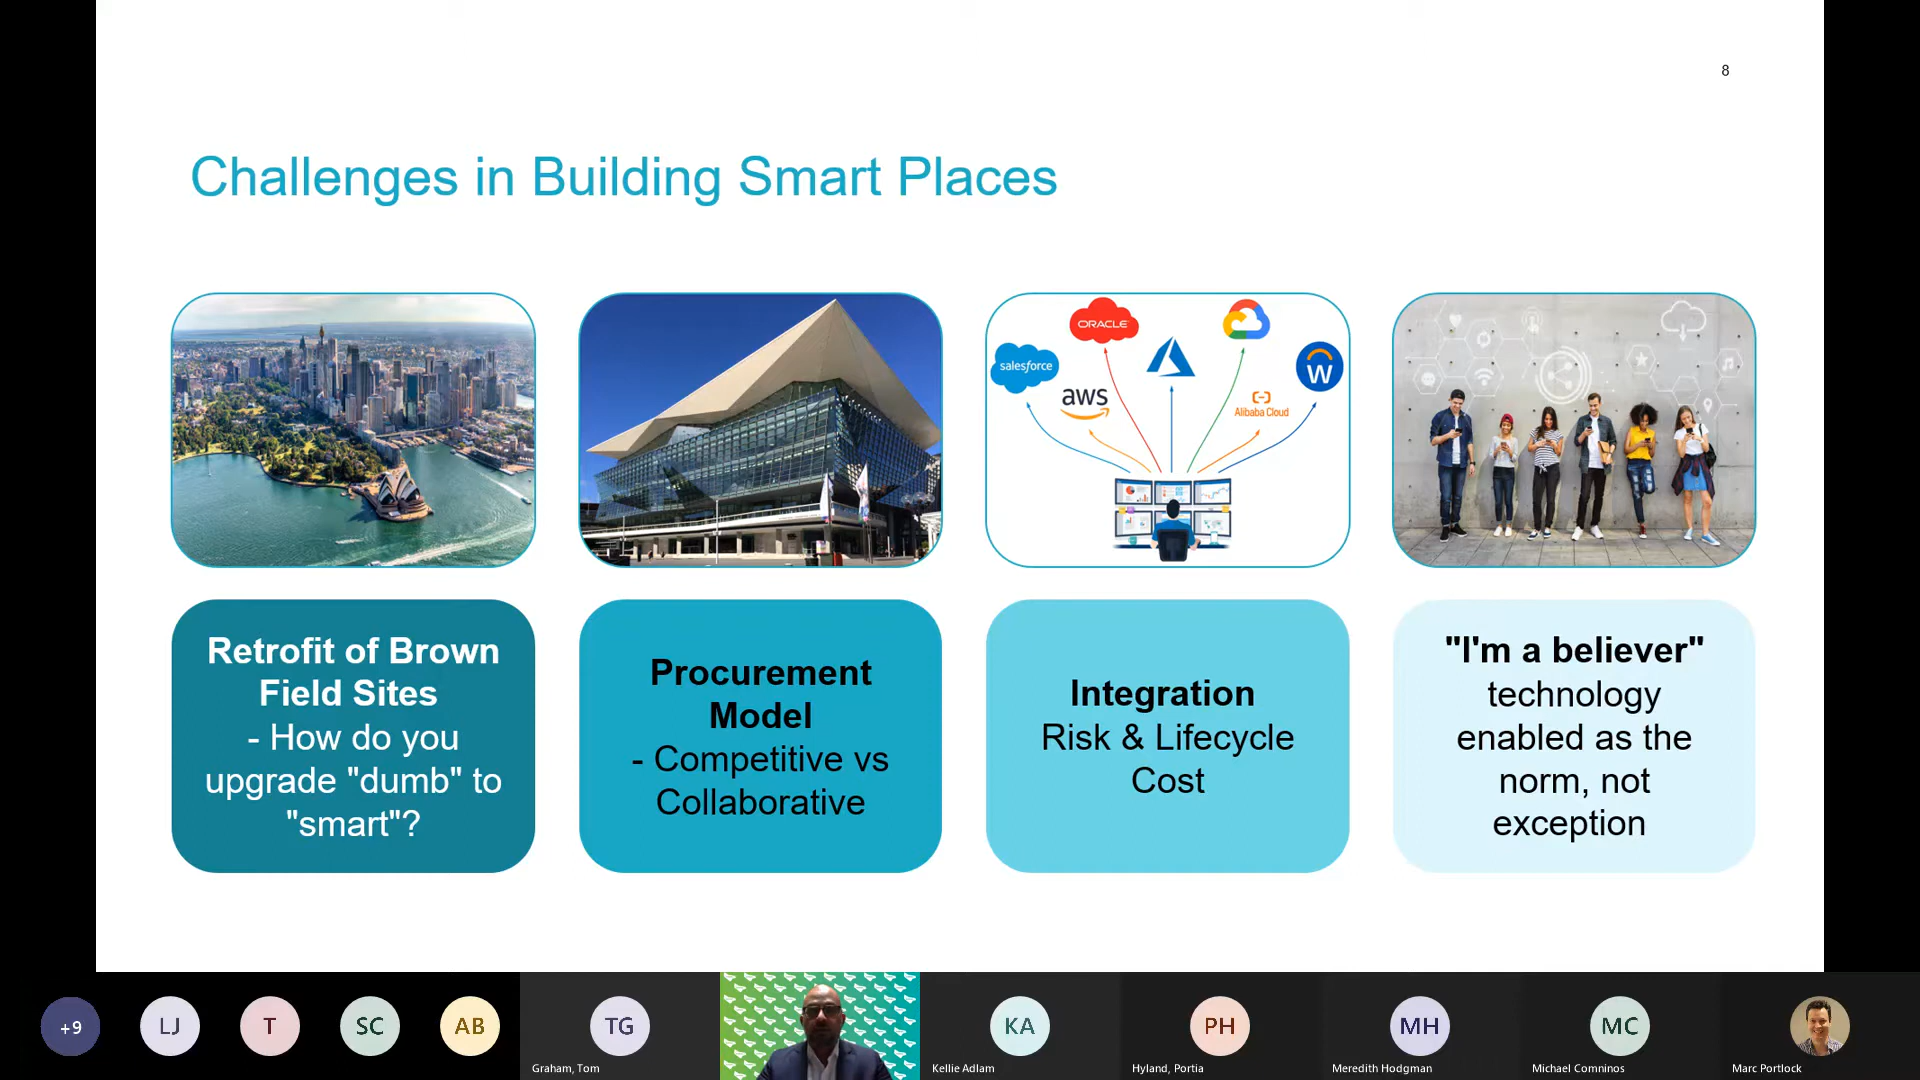 8
Challenges in Building Smart Places
ORACLE
salesforce
aws
Alibaba Cloud
W
Retrofit of Brown
Field Sites
- How do you
upgrade "dumb" to
"smart"?
Procurement
Model
- Competitive vs
Collaborative
Integration
Risk & Lifecycle
Cost
"I'm a believer"
technology
enabled as the
norm, not
exception
+9
LJ
T
SC
AB
TG
Graham, Tom
KA
Kellie Adlam
PH
Hyland, Portia
MH
Meredith Hodgman
MC
Michael Comninos
Marc Portlock